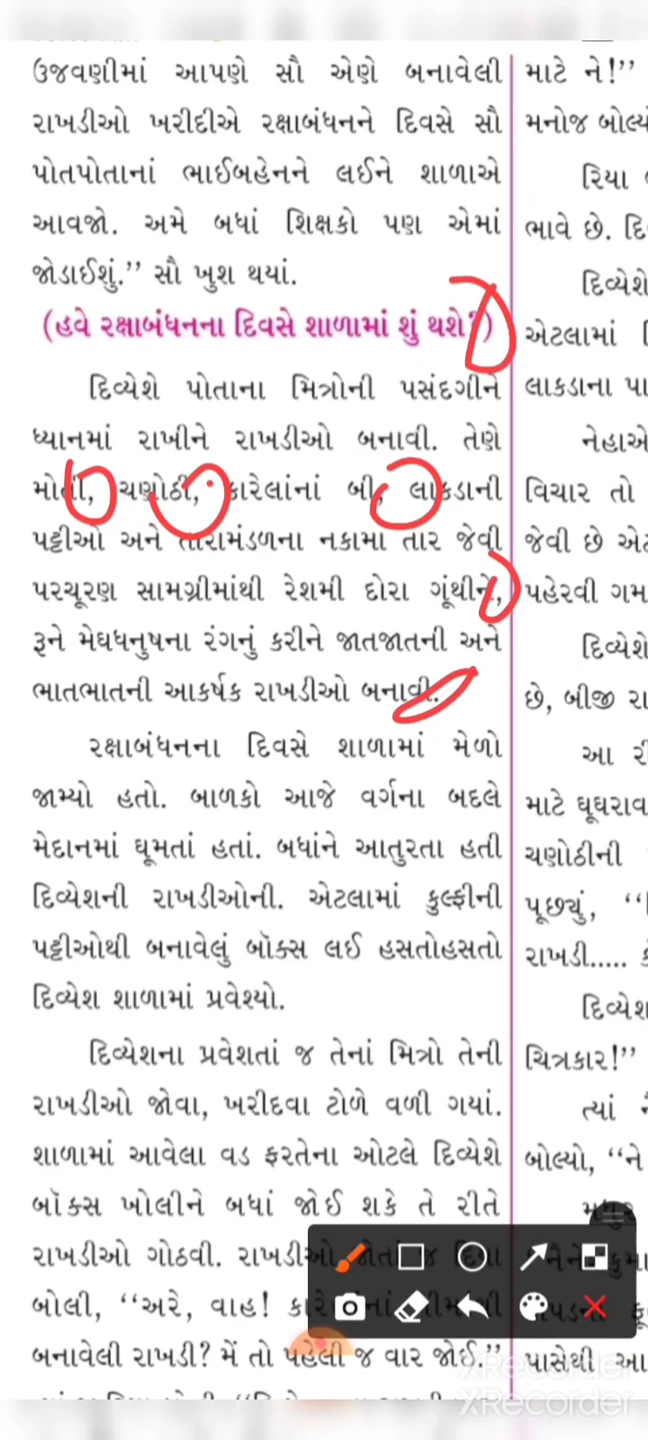 ઉજવણીમાં આપણે સૌ એણે બનાવેલી
રાખડીઓ ખરીદીએ રક્ષાબંધનને દિવસે સૌ
પોતપોતાનાં ભાઈબહેનને લઈને શાળાએ
આવજો. અમે બધાં શિક્ષકો પણ એમાં
જોડાઈશું.’’ સૌ ખુશ થયાં.
(હવે રક્ષાબંધનના દિવસે શાળામાં શું થશે?)
દિવ્યેશે પોતાના મિત્રોની પસંદગીને
ધ્યાનમાં રાખીને રાખડીઓ બનાવી. તેણે
મોતી, ચણોઠી, કારેલાંનાં બી, લાકડાની
પટ્ટીઓ અને તારામંડળના નકામા તાર જેવી
પરચૂરણ સામગ્રીમાંથી રેશમી દોરા ગૂંથીને,
રૂને મેઘધનુષના રંગનું કરીને જાતજાતની અને
ભાતભાતની આકર્ષક રાખડીઓ બનાવી.
રક્ષાબંધનના દિવસે શાળામાં મેળો
જામ્યો હતો. બાળકો આજે વર્ગના બદલે
મેદાનમાં ઘૂમતાં હતાં. બધાંને આતુરતા હતી
દિવ્યેશની રાખડીઓની. એટલામાં કુલ્ફીની
પટ્ટીઓથી બનાવેલું બૉક્સ લઈ હસતોહસતો
દિવ્યેશ શાળામાં પ્રવેશ્યો.
દિવ્યેશના પ્રવેશતાં જ તેનાં મિત્રો તેની
રાખડીઓ જોવા, ખરીદવા ટોળે વળી ગયાં.
શાળામાં આવેલા વડ ફરતેના ઓટલે દિવ્યેશે
બૉક્સ ખોલીને બધાં જોઈ શકે તે રીતે
રાખડીઓ ગોઠવી. રાખડીઓ જોતાં જ
બોલી, ‘‘અરે, વાહ!
બનાવેલી રાખડી? મેં તો પહેલી જ વાર જોઈ.’’
માટે ને!’’
મનોજ બોલ્યો
રિયા
ભાવે છે.
દિવ્યેશે
એટલામાં
લાકડાના
નેહાએ
વિચાર તો
જેવી છે
પહેરવી
દિવ્યેશે
છે, બીજી
આ
માટે
ચણોઠીની
પૂછ્યું,
રાખડી.....
ચિત્રકાર!’’
ત્યાં
બોલ્યો, ‘‘ને
પાસેથી
XRecorder
XRecorder